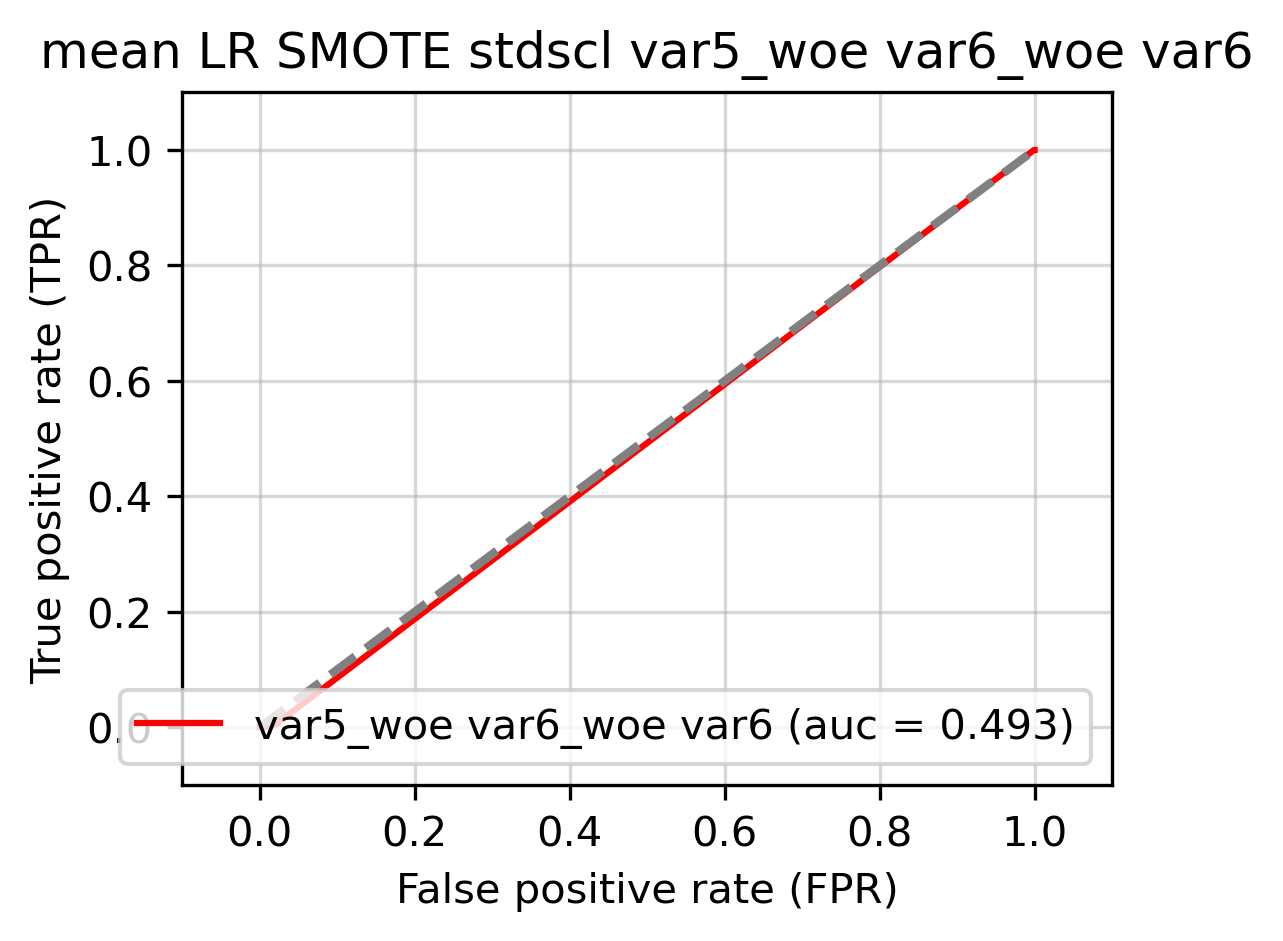 mean LR SMOTE stdscl var5_woe var6_woe var6
True positive rate (TPR)
1.0
0.8
0.6
0.4
0.2
0.0
var5_woe var6_woe var6 (auc = 0.493)
0.0 0.2 0.4 0.6 0.8 1.0
False positive rate (FPR)